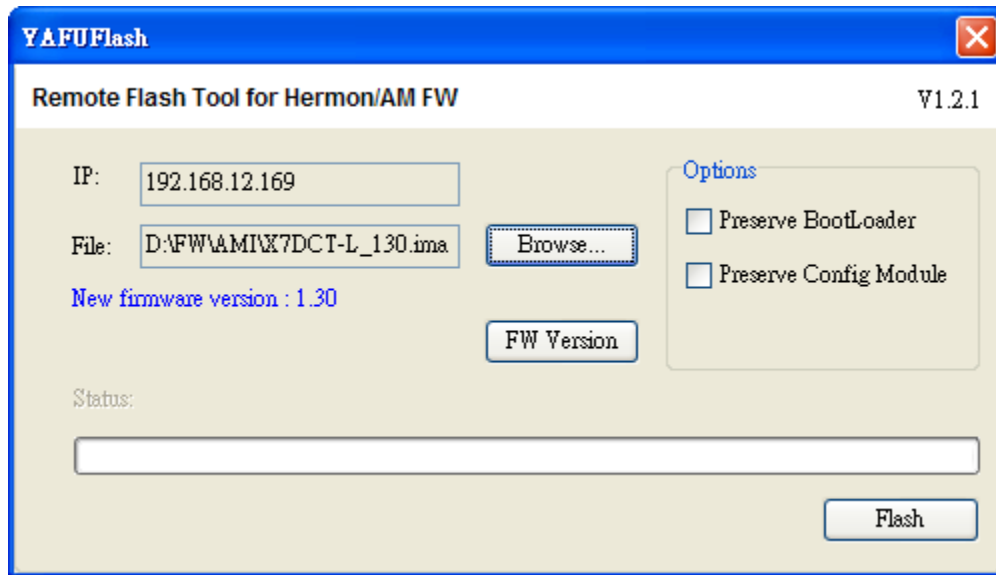 YAFUFlash
Remote Flash Tool for Hermon/AM FW
V1.2.1
IP:
192.168.12.169
File:
D:\FW\AMI\X7DCT-L_130.ima
Browse...
New firmware version : 1.30
FW Version
Options
Preserve BootLoader
Preserve Config Module
Status:
Flash